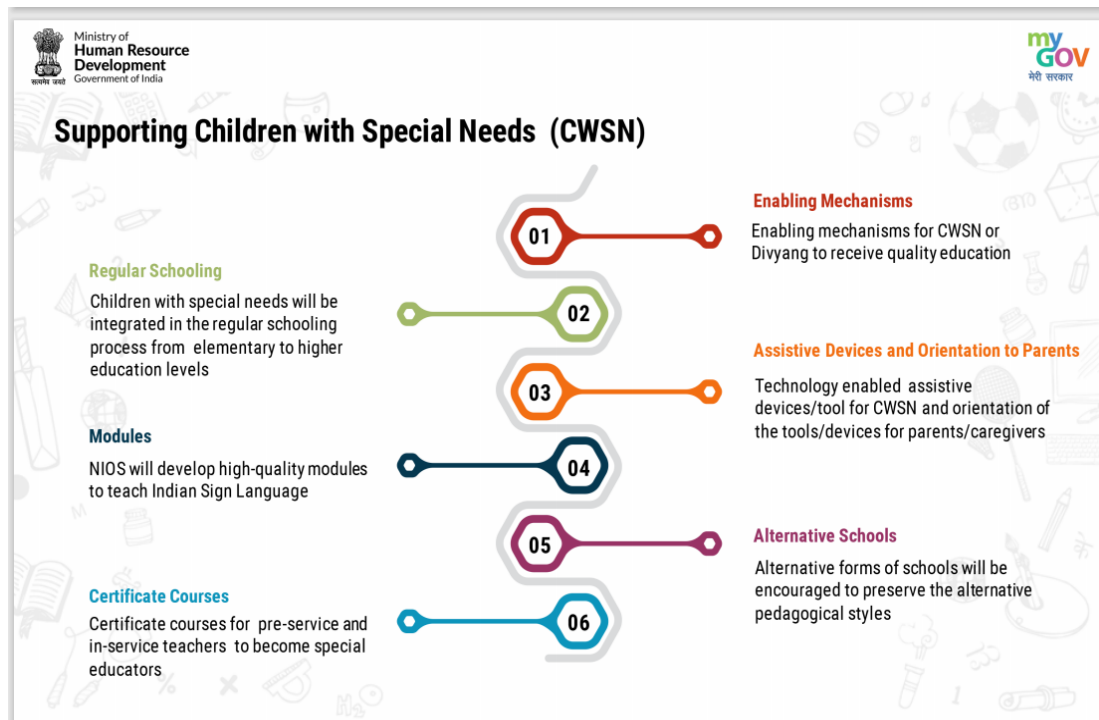 Ministry of
Human Resource
Development
Government of India
सत्यमेव जयते
my
GOV
मेरी सरकार
Supporting Children with Special Needs (CWSN)
01
Enabling Mechanisms
Enabling mechanisms for CWSN or
Divyang to receive quality education
02
Regular Schooling
Children with special needs will be
integrated in the regular schooling
process from elementary to higher
education levels
03
Assistive Devices and Orientation to Parents
Technology enabled assistive
devices/tool for CWSN and orientation of
the tools/devices for parents/caregivers
04
Modules
NIOS will develop high-quality modules
to teach Indian Sign Language
05
Alternative Schools
Alternative forms of schools will be
encouraged to preserve the alternative
pedagogical styles
06
Certificate Courses
Certificate courses for pre-service and
in-service teachers to become special
educators
H₂O